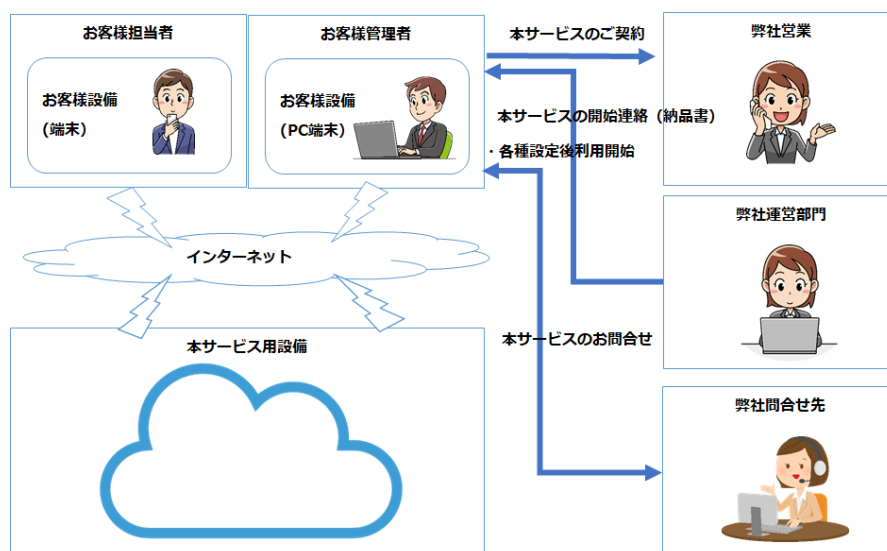 お客様担当者
お客様設備
(端末)
お客様管理者
お客様設備
(PC端末)
本サービスのご契約
本サービスの開始連絡（納品書）
・各種設定後利用開始
弊社営業
弊社運営部門
インターネット
本サービス用設備
本サービスのお問合せ
弊社問合せ先